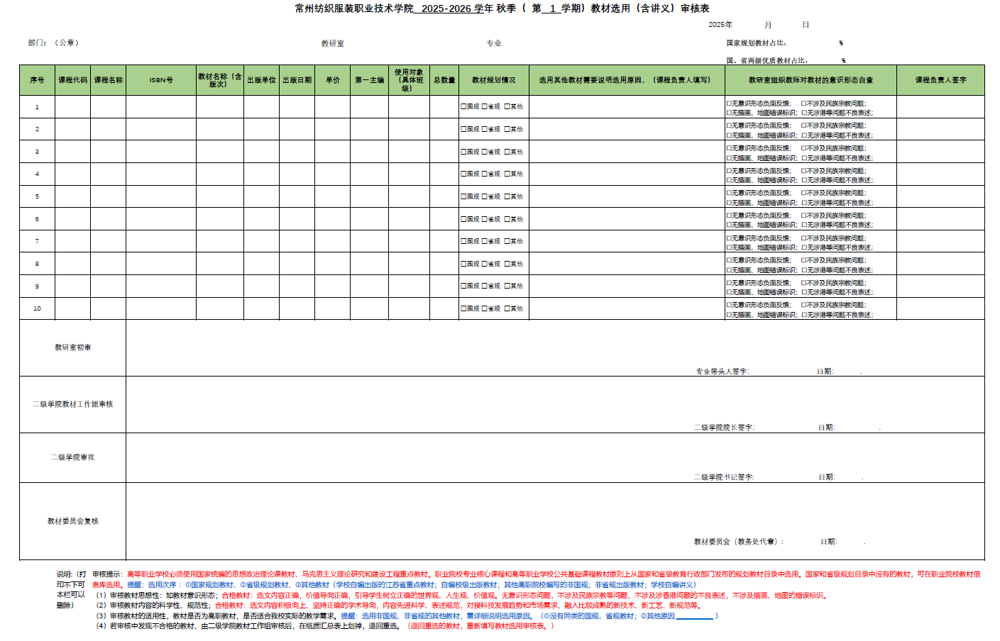 常州纺织服装职业技术学院 2025-2026 学年 秋季（ 第 1 学期）教材选用（含讲义）审核表
2025年 月 日
部门：（公章） 教研室 专业 国家规划教材占比： %
国、省两级优质教材占比： %
序号 课程代码 课程名称 ISBN号 教材名称（含版次） 出版单位 出版日期 单价 第一主编 使用对象（具体班级） 总数量 教材规划情况 选用其他教材需要说明选用原因。（课程负责人填写） 教研室组织教师对教材的意识形态自查 课程负责人签字
1 □国规 □省规 □其他 □无意识形态负面反馈； □不涉及民族宗教问题；
□无插画、地图错误标识；□无涉港等问题不良表述；
2 □国规 □省规 □其他 □无意识形态负面反馈； □不涉及民族宗教问题；
□无插画、地图错误标识；□无涉港等问题不良表述；
3 □国规 □省规 □其他 □无意识形态负面反馈； □不涉及民族宗教问题；
□无插画、地图错误标识；□无涉港等问题不良表述；
4 □国规 □省规 □其他 □无意识形态负面反馈； □不涉及民族宗教问题；
□无插画、地图错误标识；□无涉港等问题不良表述；
5 □国规 □省规 □其他 □无意识形态负面反馈； □不涉及民族宗教问题；
□无插画、地图错误标识；□无涉港等问题不良表述；
6 □国规 □省规 □其他 □无意识形态负面反馈； □不涉及民族宗教问题；
□无插画、地图错误标识；□无涉港等问题不良表述；
7 □国规 □省规 □其他 □无意识形态负面反馈； □不涉及民族宗教问题；
□无插画、地图错误标识；□无涉港等问题不良表述；
8 □国规 □省规 □其他 □无意识形态负面反馈； □不涉及民族宗教问题；
□无插画、地图错误标识；□无涉港等问题不良表述；
9 □国规 □省规 □其他 □无意识形态负面反馈； □不涉及民族宗教问题；
□无插画、地图错误标识；□无涉港等问题不良表述；
10 □国规 □省规 □其他 □无意识形态负面反馈； □不涉及民族宗教问题；
□无插画、地图错误标识；□无涉港等问题不良表述；
教研室初审
专业带头人签字： 日期： .
二级学院教材工作组审核
二级学院院长签字： 日期： .
二级学院审批
二级学院书记签字： 日期： .
教材委员会复核
教材委员会（教务处代章）： 日期： .
说明：（打印不下可本栏可以删除）
审核提示：高等职业学校必须使用国家统编的思想政治理论课教材、马克思主义理论研究和建设工程重点教材。职业院校专业核心课程和高等职业学校公共基础课程教材原则上从国家和省级教育行政部门发布的规划教材目录中选用。国家和省级规划目录中没有的教材，可在职业院校教材信
息库选用。提醒：选用次序：①国家规划教材、②省级规划教材、③其他教材（学校自编出版的江苏省重点教材；自编校级出版教材；其他高职院校编写的非国规；非省规出版教材；学校自编讲义）
（1）审核教材思想性：如教材意识形态；合格教材：选文内容正确，价值导向正确，引导学生树立正确的世界观、人生观、价值观。无意识形态问题，不涉及民族宗教等问题，不涉及涉香港问题的不良表述，不涉及插画、地图的错误标识。
（2）审核教材内容的科学性、规范性；合格教材：选文内容积极向上、坚持正确的学术导向，内容先进科学、表述规范，对接科技发展趋势和市场需求，融入比较成熟的新技术、新工艺、新规范等。
（3）审核教材的适用性，教材是否为高职教材，是否适合我校实际的教学需求。提醒：选用非国规、非省规的其他教材，需详细说明选用原因。（①没有同类的国规、省规教材；②其他原因 ）
（4）若审核中发现不合格的教材，由二级学院教材工作组审核后，在纸质汇总表上划掉，退回重选。（退回重选的教材，重新填写教材选用审核表。）